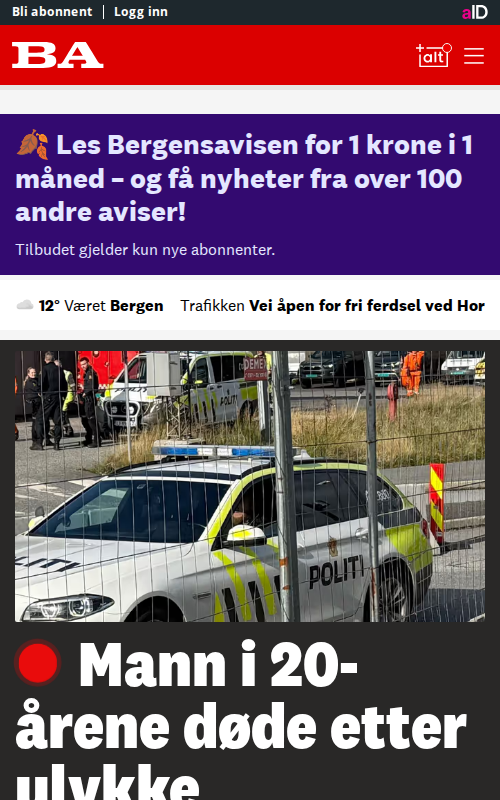 Bli abonnent | Logg inn
aID
BA
alt
🍂 Les Bergensavisen for 1 krone i 1
måned – og få nyheter fra over 100
andre aviser!
Tilbudet gjelder kun nye abonnenter.
12° Været Bergen Trafikken Vei åpen for fri ferdsel ved Hor
POLITI
POLITI
Mann i 20-
årene døde etter
ulykke